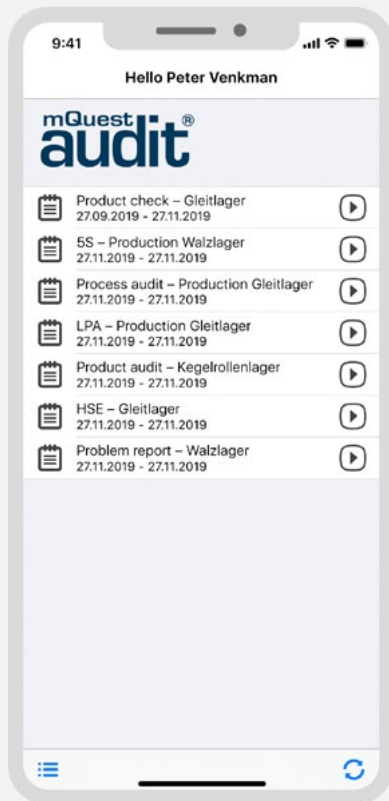 9:41
Hello Peter Venkman
mQuest®
audit
Product check – Gleitlager
27.09.2019 - 27.11.2019
5S – Production Walzlager
27.11.2019 - 27.11.2019
Process audit – Production Gleitlager
27.11.2019 - 27.11.2019
LPA – Production Gleitlager
27.11.2019 - 27.11.2019
Product audit – Kegelrollenlager
27.11.2019 - 27.11.2019
HSE – Gleitlager
27.11.2019 - 27.11.2019
Problem report – Walzlager
27.11.2019 - 27.11.2019